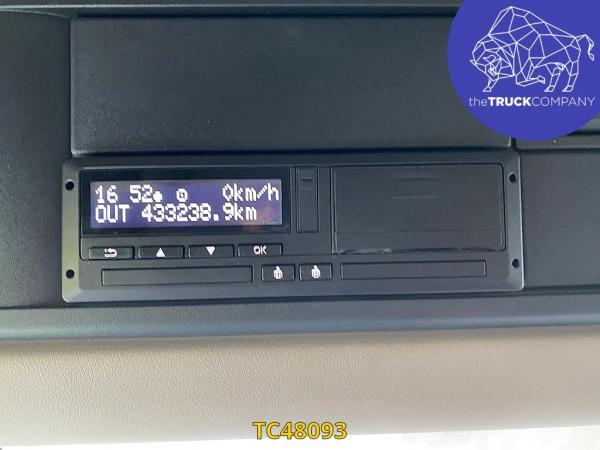 theTRUCKCOMPANY
16 52 0km/h
OUT 433238.9km
OK
TC48093